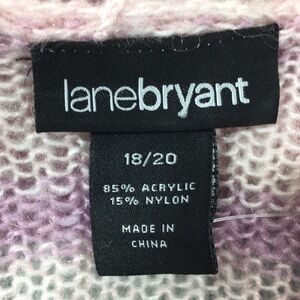 lanebryant
18/20
85% ACRYLIC
15% NYLON
MADE IN
CHINA